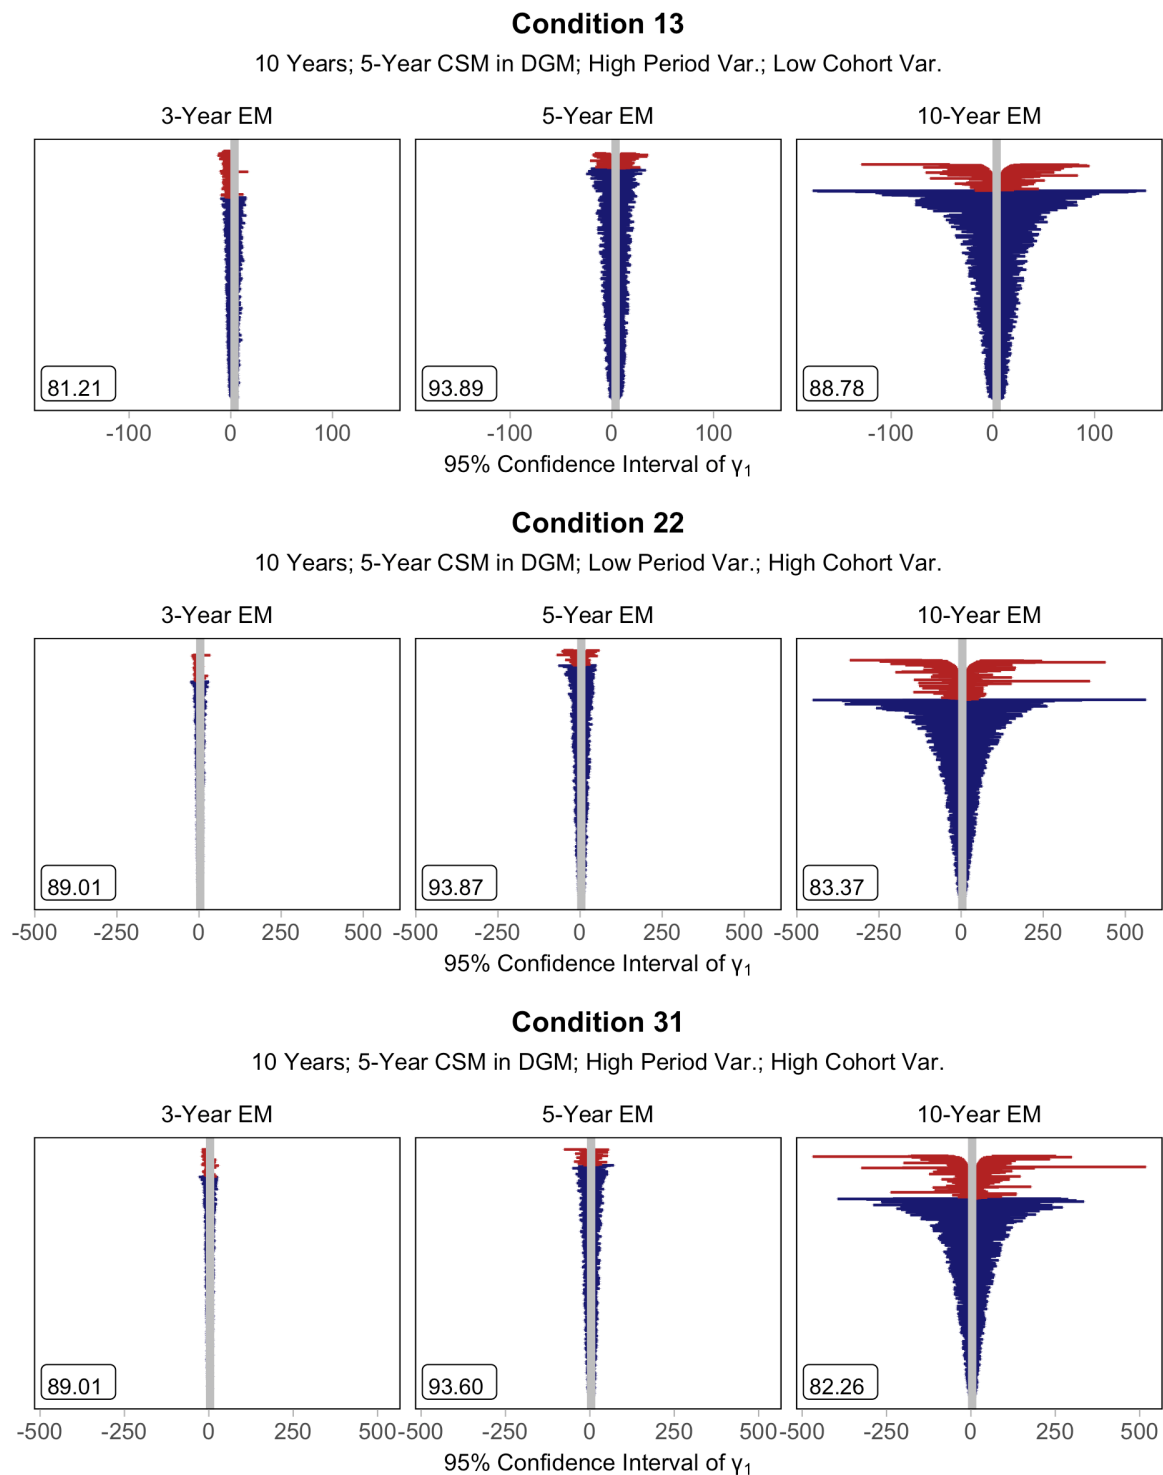 Condition 13
10 Years; 5-Year CSM in DGM; High Period Var.; Low Cohort Var.
3-Year EM 5-Year EM 10-Year EM
81.21 93.89 88.78
-100 0 100 -100 0 100 -100 0 100
95% Confidence Interval of γ₁
Condition 22
10 Years; 5-Year CSM in DGM; Low Period Var.; High Cohort Var.
3-Year EM 5-Year EM 10-Year EM
89.01 93.87 83.37
-500 -250 0 250 500 -500 -250 0 250 500 -500 -250 0 250 500
95% Confidence Interval of γ₁
Condition 31
10 Years; 5-Year CSM in DGM; High Period Var.; High Cohort Var.
3-Year EM 5-Year EM 10-Year EM
89.01 93.60 82.26
-500 -250 0 250 500 -500 -250 0 250 500 -500 -250 0 250 500
95% Confidence Interval of γ₁